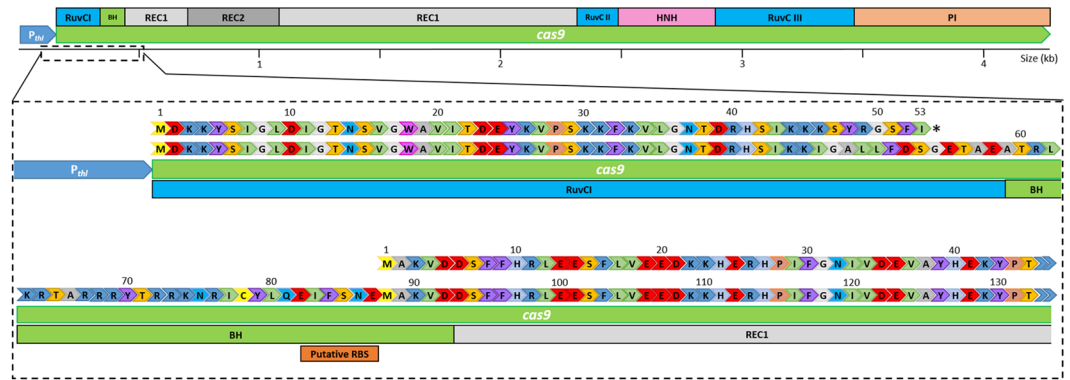 RuvCI BH REC1 REC2 REC1 RuvC II HNH RuvC III PI
Pthl cas9
1 2 3 4 Size (kb)
1 10 20 30 40 50 53
M D K K Y S I G L D I G T N S V G W A V I T D E Y K V P S K K F K V L G N T D R H S I K K K S Y R G S F I *
60
M D K K Y S I G L D I G T N S V G W A V I T D E Y K V P S K K F K V L G N T D R H S I K K I G A L L F D S G E T A E A T R L
Pthl cas9
RuvCI BH
1 10 20 30 40
M A K V D D S F F H R L E E S F L V E E D K K H E R H P I F G N I V D E V A Y H E K Y P T
70 80 90 100 110 120 130
K R T A R R R Y T R R K N R I C Y L Q E I F S N E M A K V D D S F F H R L E E S F L V E E D K K H E R H P I F G N I V D E V A Y H E K Y P T
cas9
BH REC1
Putative RBS